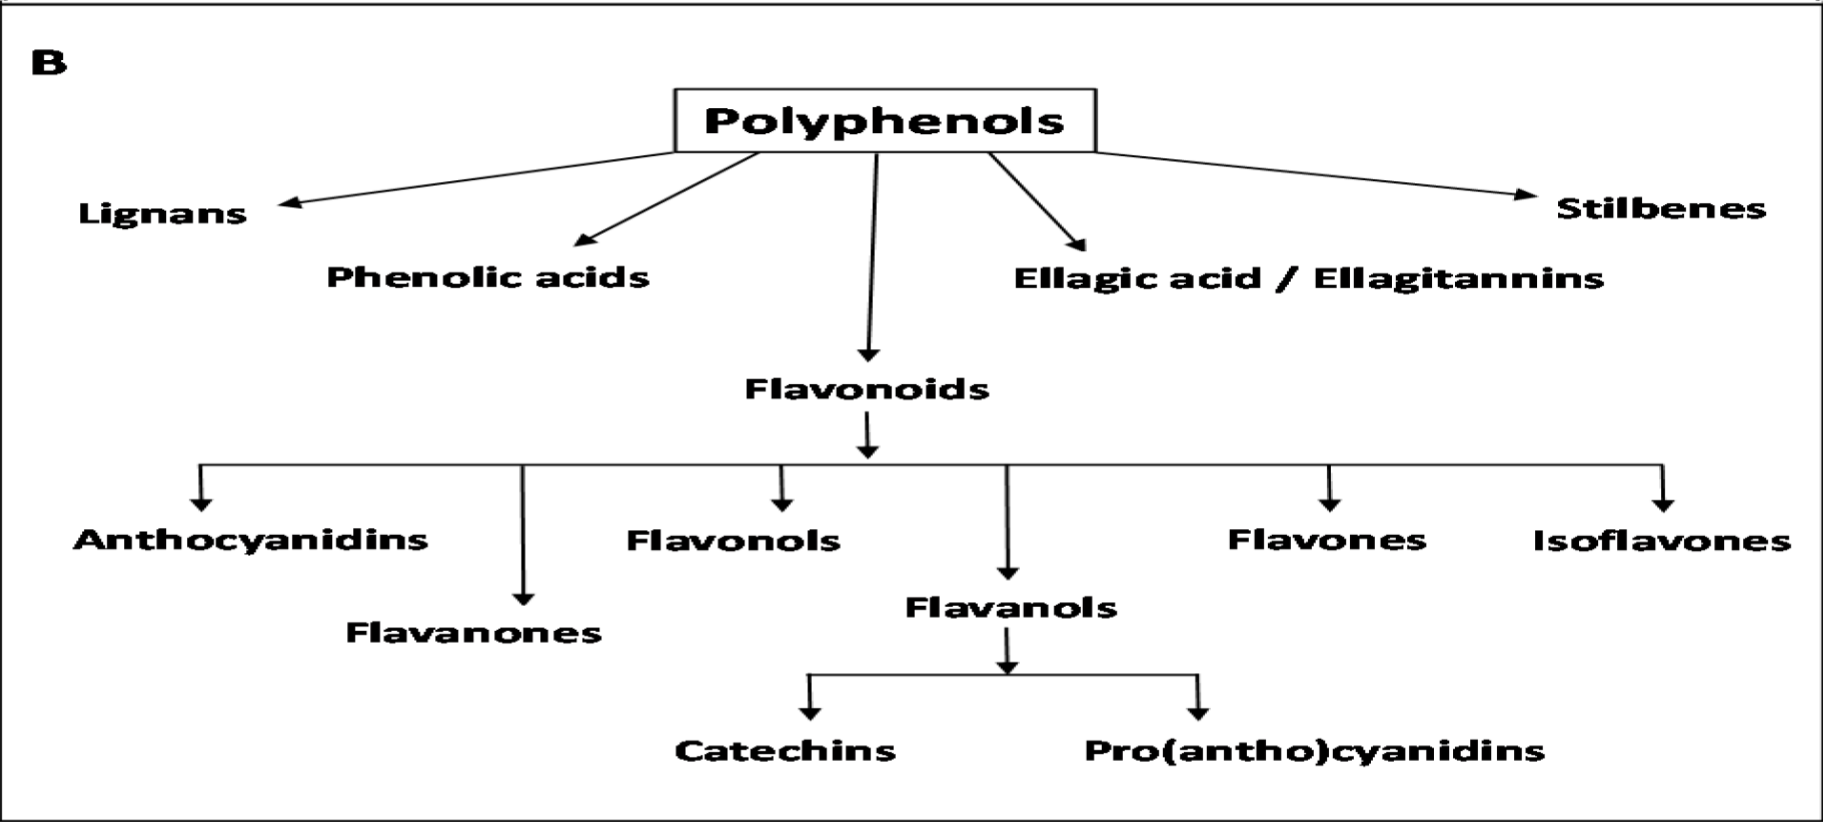 B
Polyphenols
Lignans
Stilbenes
Phenolic acids
Ellagic acid / Ellagitannins
Flavonoids
Anthocyanidins
Flavonols
Flavones
Isoflavones
Flavanols
Flavanones
Catechins
Pro(antho)cyanidins